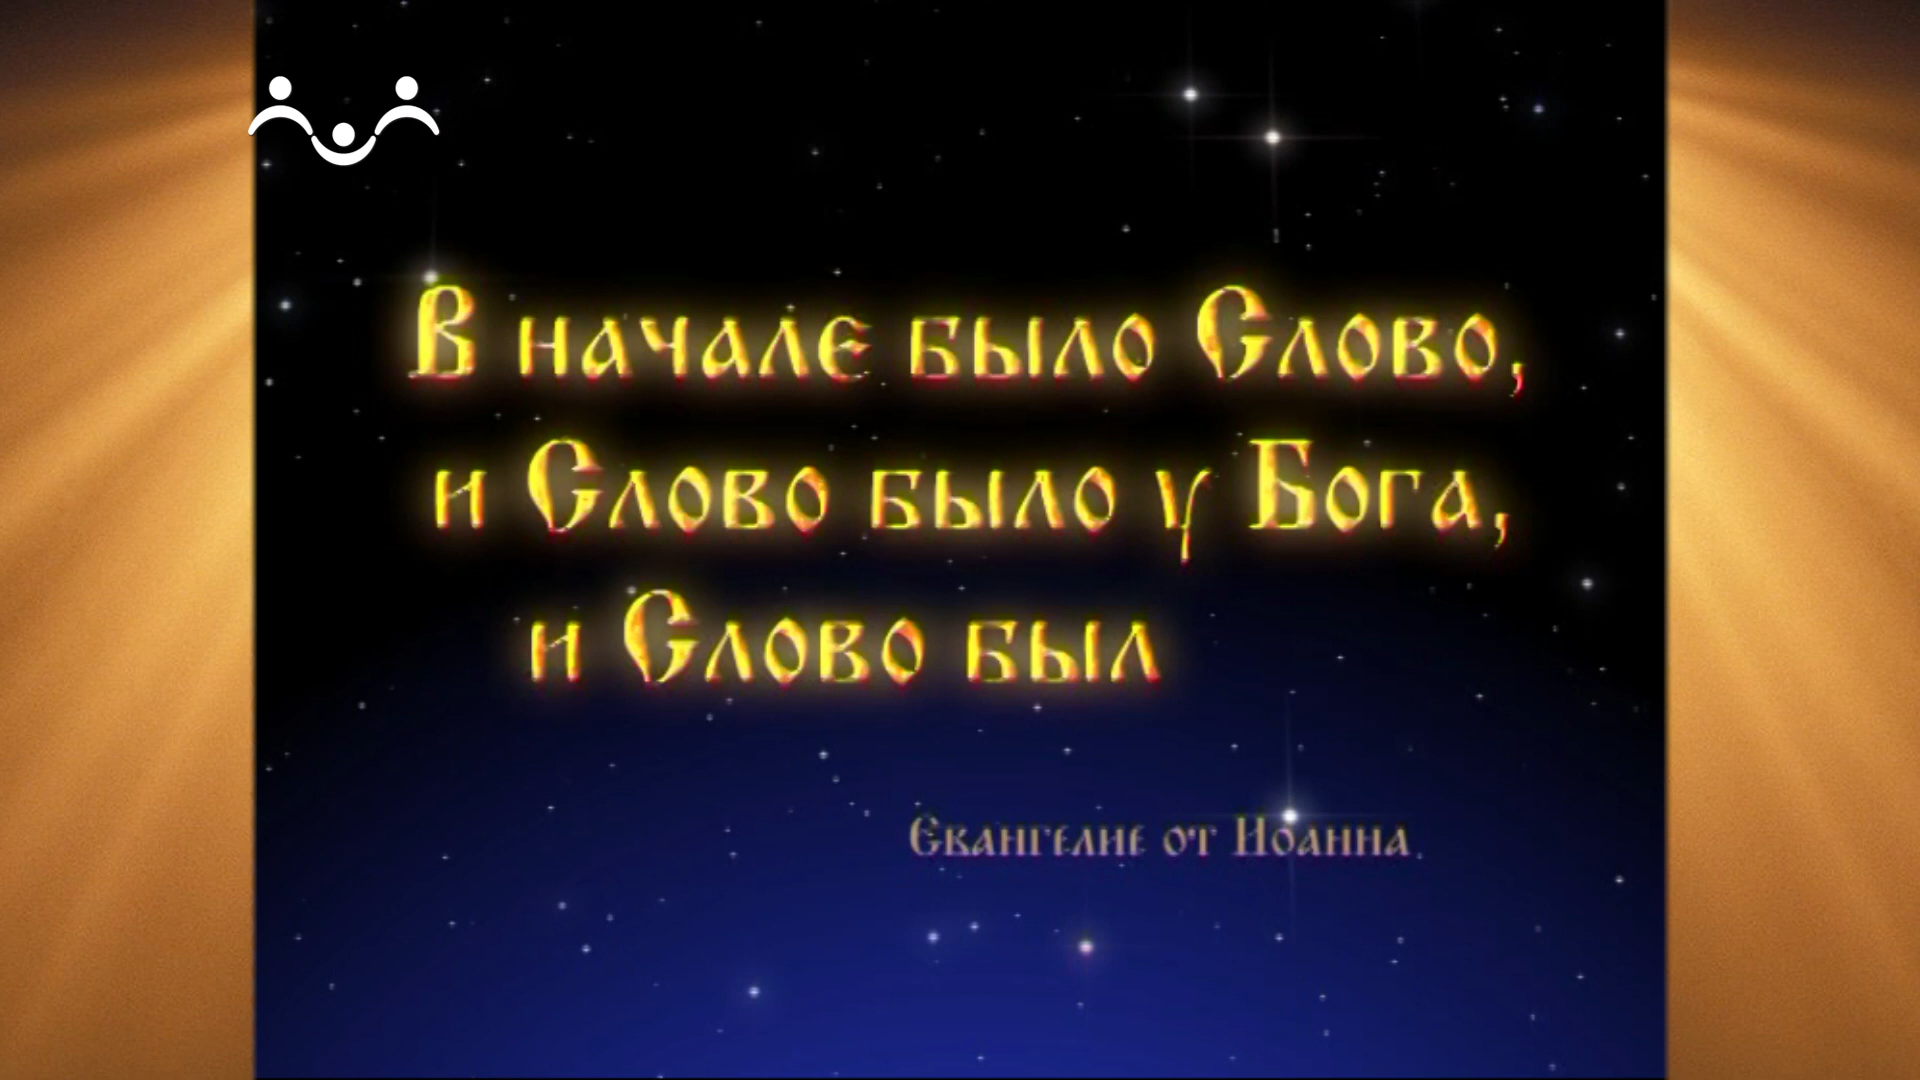 В начале было Слово,
и Слово было у Бога,
и Слово был
Евангелие от Иоанна